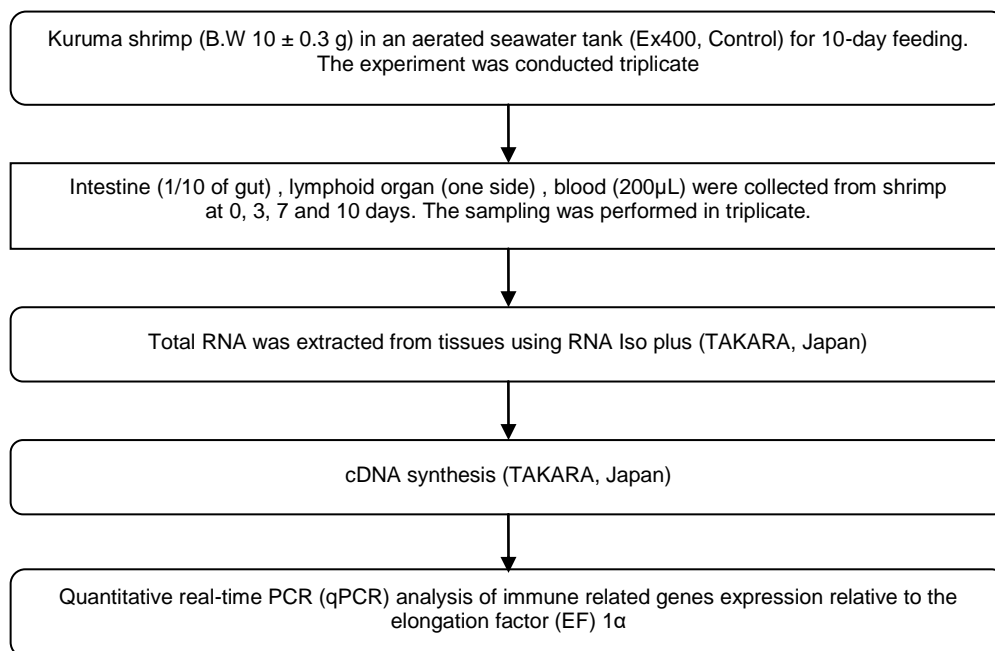 Kuruma shrimp (B.W 10 ± 0.3 g) in an aerated seawater tank (Ex400, Control) for 10-day feeding.
The experiment was conducted triplicate
Intestine (1/10 of gut) , lymphoid organ (one side) , blood (200µL) were collected from shrimp
at 0, 3, 7 and 10 days. The sampling was performed in triplicate.
Total RNA was extracted from tissues using RNA Iso plus (TAKARA, Japan)
cDNA synthesis (TAKARA, Japan)
Quantitative real-time PCR (qPCR) analysis of immune related genes expression relative to the
elongation factor (EF) 1α